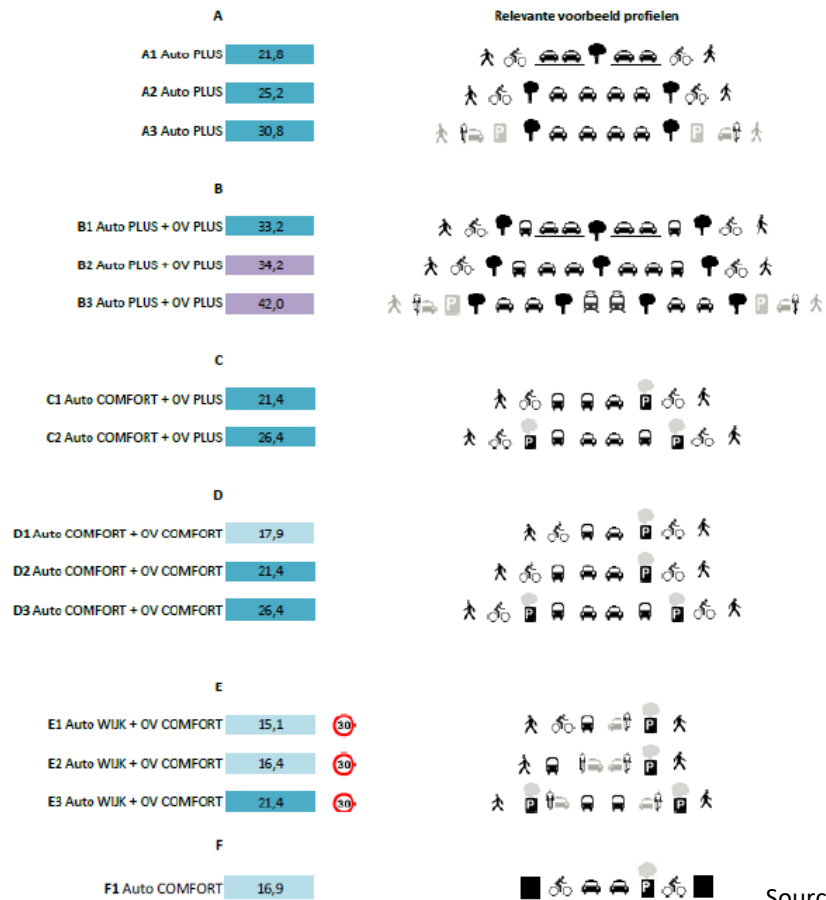 A Relevante voorbeeld profielen
A1 Auto PLUS 21,8
A2 Auto PLUS 25,2
A3 Auto PLUS 30,8 P P
B
B1 Auto PLUS + OV PLUS 33,2
B2 Auto PLUS + OV PLUS 34,2
B3 Auto PLUS + OV PLUS 42,0 P P
C
C1 Auto COMFORT + OV PLUS 21,4 P
C2 Auto COMFORT + OV PLUS 26,4 P P
D
D1 Auto COMFORT + OV COMFORT 17,9 P
D2 Auto COMFORT + OV COMFORT 21,4 P
D3 Auto COMFORT + OV COMFORT 26,4 P P
E
E1 Auto WIJK + OV COMFORT 15,1 30 P
E2 Auto WIJK + OV COMFORT 16,4 30 P
E3 Auto WIJK + OV COMFORT 21,4 30 P P
F
F1 Auto COMFORT 16,9 P Sourc